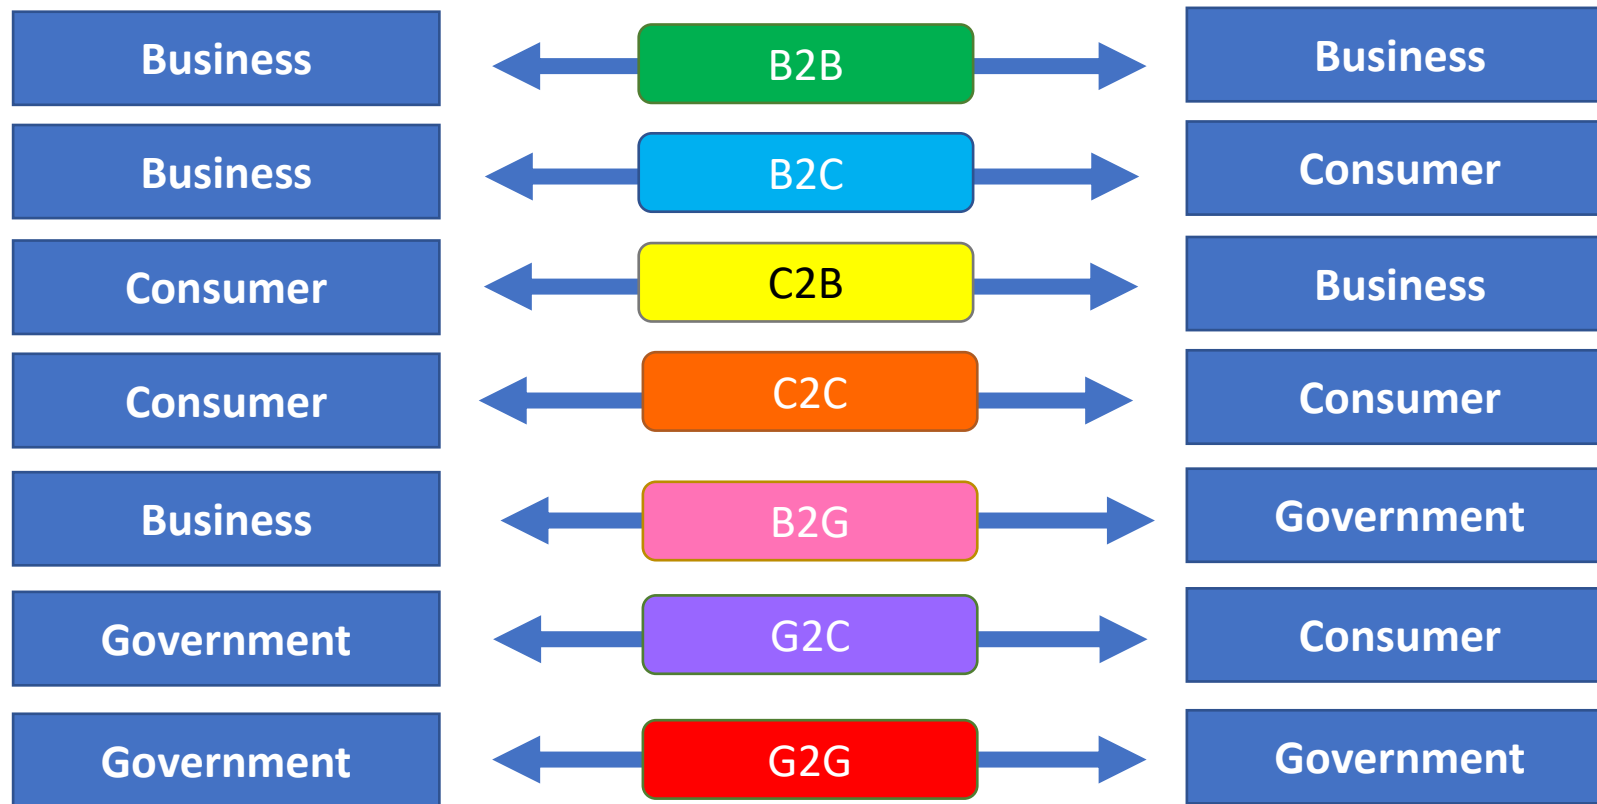 Business
B2B
Business
Business
B2C
Consumer
Consumer
C2B
Business
Consumer
C2C
Consumer
Business
B2G
Government
Government
G2C
Consumer
Government
G2G
Government